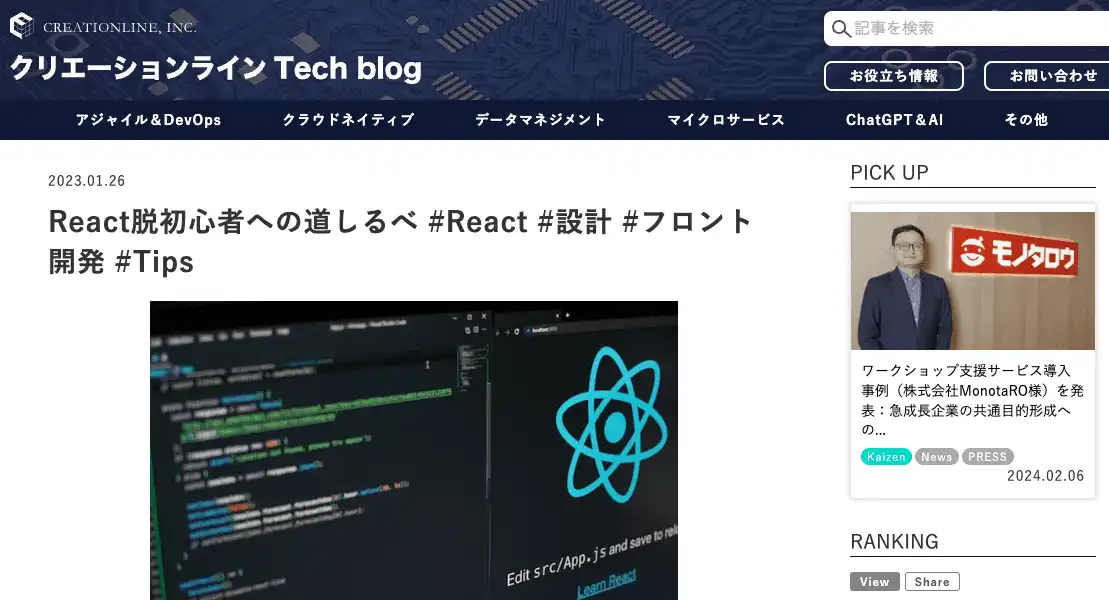 CREATIONLINE, INC.
クリエーションライン Tech blog
記事を検索
お役立ち情報
お問い合わせ
アジャイル＆DevOps
クラウドネイティブ
データマネジメント
マイクロサービス
ChatGPT＆AI
その他
2023.01.26
React脱初心者への道しるべ #React #設計 #フロント
開発 #Tips
Edit src/App.js and save to relo
Learn React
PICK UP
モノタロウ
ワークショップ支援サービス導入
事例（株式会社MonotaRO様）を発
表：急成長企業の共通目的形成へ
の...
Kaizen
News
PRESS
2024.02.06
RANKING
View
Share